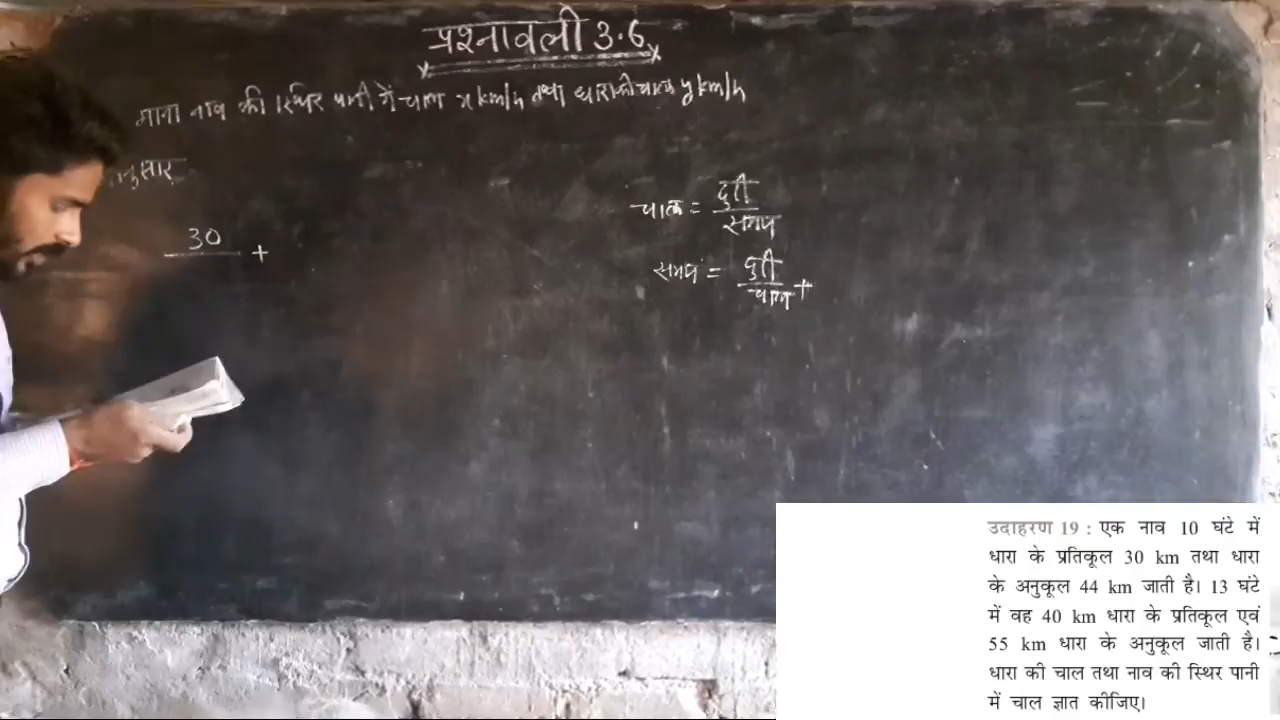 प्रश्नावली 3.6
माना नाव की स्थिर पानी में चाल x km/h तथा धारा की चाल y km/h
नुसार
30 +
चाल = दुरी / समय
समय = दुरी / चाल +
उदाहरण 19 : एक नाव 10 घंटे में
धारा के प्रतिकूल 30 km तथा धारा
के अनुकूल 44 km जाती है। 13 घंटे
में वह 40 km धारा के प्रतिकूल एवं
55 km धारा के अनुकूल जाती है।
धारा की चाल तथा नाव की स्थिर पानी
में चाल ज्ञात कीजिए।